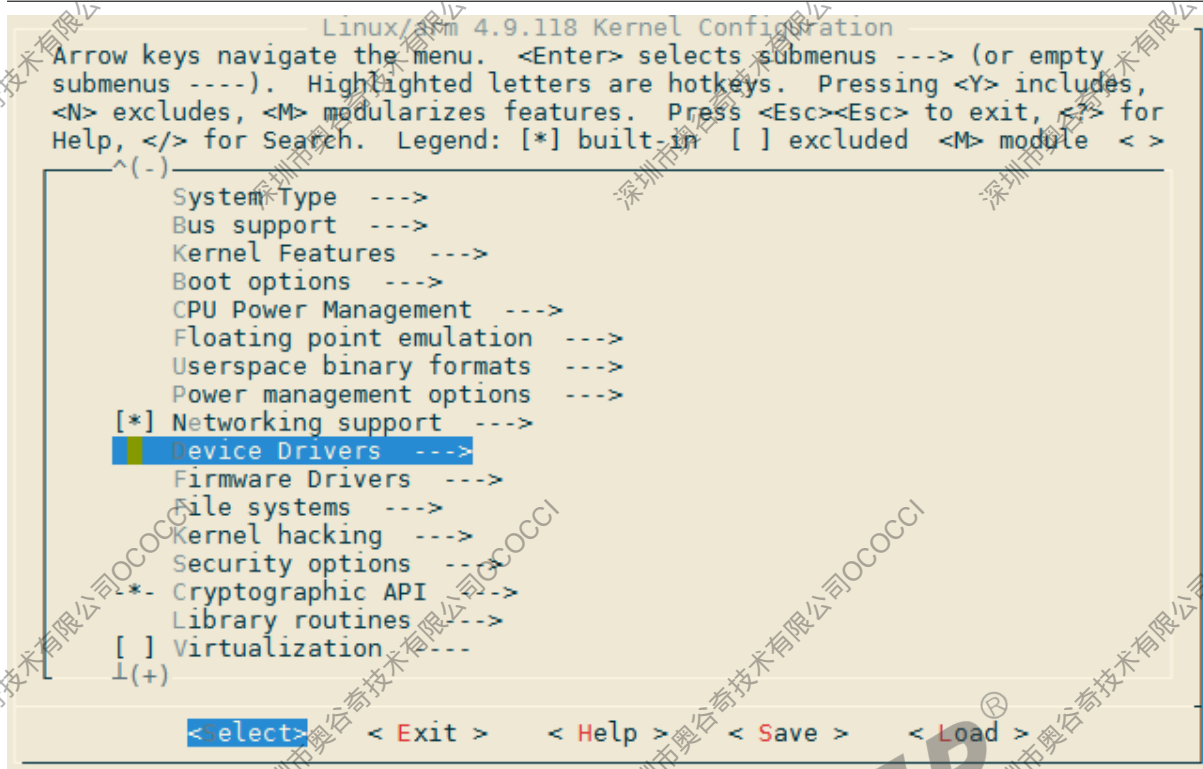 Linux/arm 4.9.118 Kernel Configuration
Arrow keys navigate the menu.  <Enter> selects submenus ---> (or empty
submenus ----).  Highlighted letters are hotkeys.  Pressing <Y> includes,
<N> excludes, <M> modularizes features.  Press <Esc><Esc> to exit, <?> for
Help, </> for Search.  Legend: [*] built-in  [ ] excluded  <M> module  < >
^(-)
System Type  --->
Bus support  --->
Kernel Features  --->
Boot options  --->
CPU Power Management  --->
Floating point emulation  --->
Userspace binary formats  --->
Power management options  --->
[*] Networking support  --->
Device Drivers  --->
Firmware Drivers  --->
File systems  --->
Kernel hacking  --->
Security options  --->
-*- Cryptographic API  --->
Library routines  --->
[ ] Virtualization  ----
┴(+)
<Select>    < Exit >    < Help >    < Save >    < Load >
深圳市奥谷奇技术有限公司OCOCCI
®